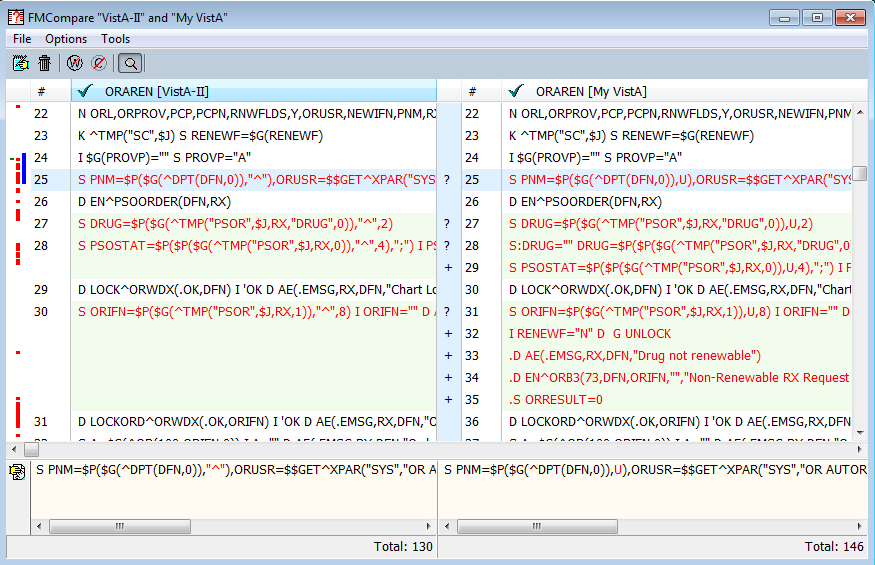 FMCompare "VistA-II" and "My VistA"
File Options Tools
# ORAREN [VistA-II] # ORAREN [My VistA]
22 N ORL,ORPROV,PCP,PCPN,RNWFLDS,Y,ORUSR,NEWIFN,PNM,RX 22 N ORL,ORPROV,PCP,PCPN,RNWFLDS,Y,ORUSR,NEWIFN,PNM
23 K ^TMP("SC",$J) S RENEWF=$G(RENEWF) 23 K ^TMP("SC",$J) S RENEWF=$G(RENEWF)
24 I $G(PROVP)="" S PROVP="A" 24 I $G(PROVP)="" S PROVP="A"
25 S PNM=$P($G(^DPT(DFN,0)),"^"),ORUSR=$$GET^XPAR("SYS ? 25 S PNM=$P($G(^DPT(DFN,0)),U),ORUSR=$$GET^XPAR("SYS
26 D EN^PSOORDER(DFN,RX) 26 D EN^PSOORDER(DFN,RX)
27 S DRUG=$P($G(^TMP("PSOR",$J,RX,"DRUG",0)),"^",2) ? 27 S DRUG=$P($G(^TMP("PSOR",$J,RX,"DRUG",0)),U,2)
28 S PSOSTAT=$P($P($G(^TMP("PSOR",$J,RX,0)),"^",4),";") I PS ? 28 S:DRUG="" DRUG=$P($P($G(^TMP("PSOR",$J,RX,"DRUG",0
+ 29 S PSOSTAT=$P($P($G(^TMP("PSOR",$J,RX,0)),U,4),";") I P
29 D LOCK^ORWDX(.OK,DFN) I 'OK D AE(.EMSG,RX,DFN,"Chart Lo 30 D LOCK^ORWDX(.OK,DFN) I 'OK D AE(.EMSG,RX,DFN,"Chart
30 S ORIFN=$P($G(^TMP("PSOR",$J,RX,1)),"^",8) I ORIFN="" D A ? 31 S ORIFN=$P($G(^TMP("PSOR",$J,RX,1)),U,8) I ORIFN="" D
+ 32 I RENEWF="N" D G UNLOCK
+ 33 .D AE(.EMSG,RX,DFN,"Drug not renewable")
+ 34 .D EN^ORB3(73,DFN,ORIFN,"","Non-Renewable RX Request
+ 35 .S ORRESULT=0
31 D LOCKORD^ORWDX(.OK,ORIFN) I 'OK D AE(.EMSG,RX,DFN,"O 36 D LOCKORD^ORWDX(.OK,ORIFN) I 'OK D AE(.EMSG,RX,DFN
S PNM=$P($G(^DPT(DFN,0)),"^"),ORUSR=$$GET^XPAR("SYS","OR A S PNM=$P($G(^DPT(DFN,0)),U),ORUSR=$$GET^XPAR("SYS","OR AUTOR
Total: 130 Total: 146